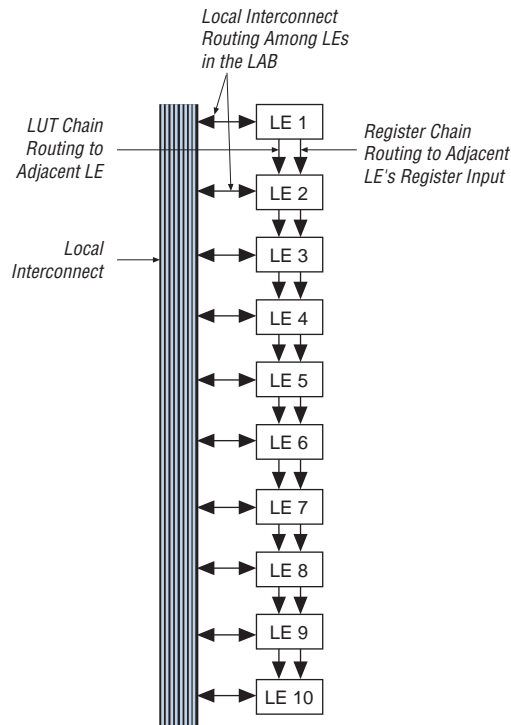 Local Interconnect
Routing Among LEs
in the LAB
LE 1
LUT Chain
Routing to
Adjacent LE
Register Chain
Routing to Adjacent
LE's Register Input
LE 2
Local
Interconnect
LE 3
LE 4
LE 5
LE 6
LE 7
LE 8
LE 9
LE 10